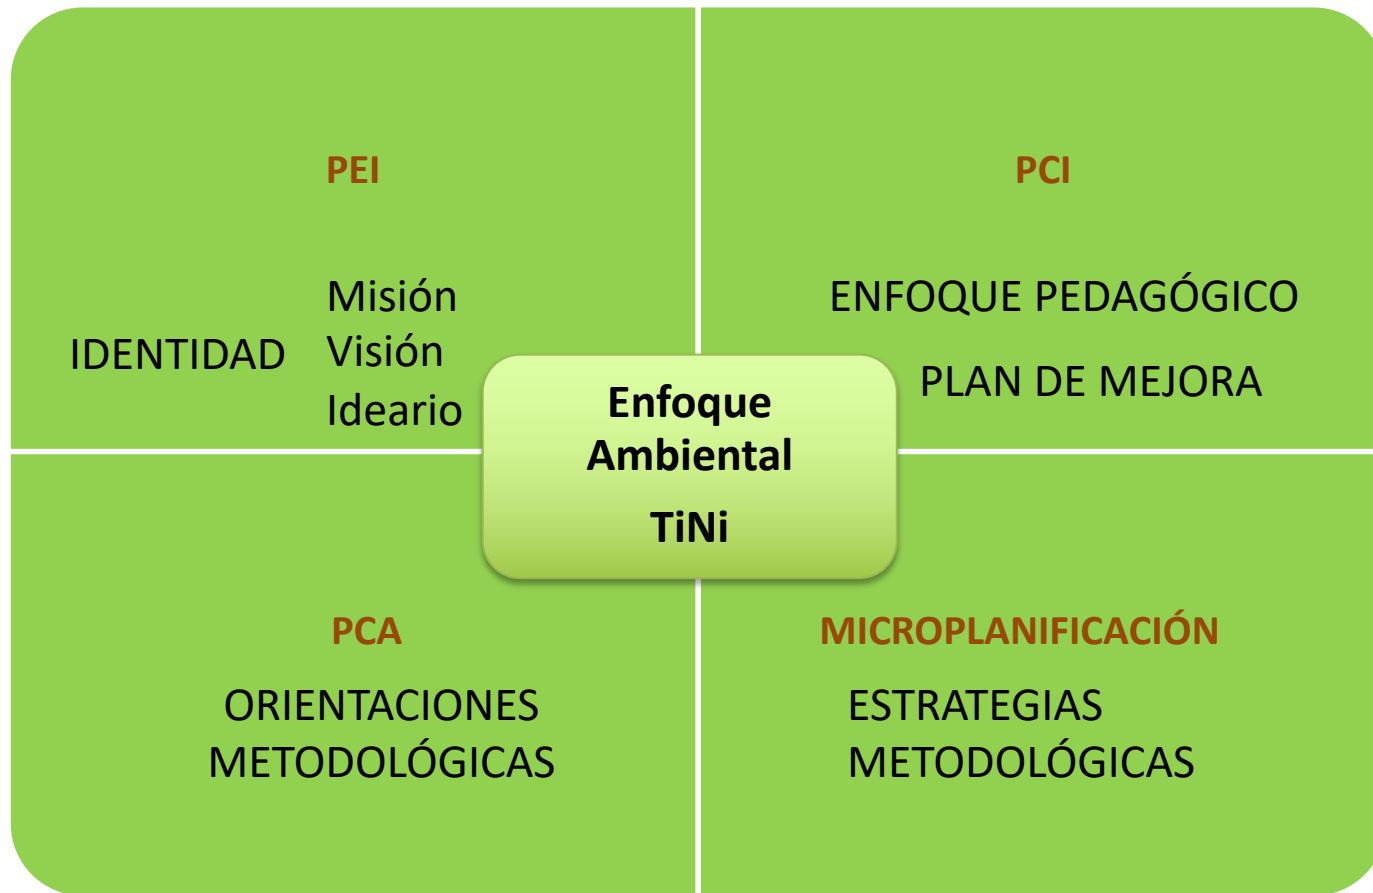 PEI
Misión
IDENTIDAD Visión
Ideario
PCI
ENFOQUE PEDAGÓGICO
PLAN DE MEJORA
Enfoque
Ambiental
TiNi
PCA
ORIENTACIONES
METODOLÓGICAS
MICROPLANIFICACIÓN
ESTRATEGIAS
METODOLÓGICAS